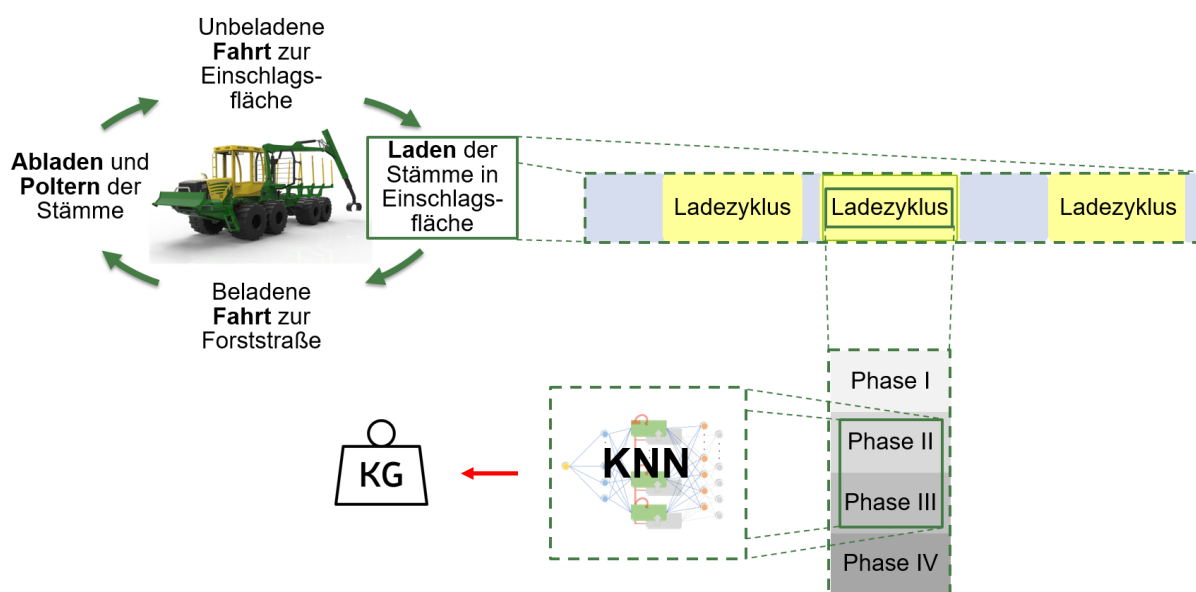 Unbeladene
Fahrt zur
Einschlags-
fläche
Abladen und
Poltern der
Stämme
Laden der
Stämme in
Einschlags-
fläche
Beladene
Fahrt zur
Forststraße
Ladezyklus
Ladezyklus
Ladezyklus
Phase I
Phase II
Phase III
Phase IV
KNN
KG